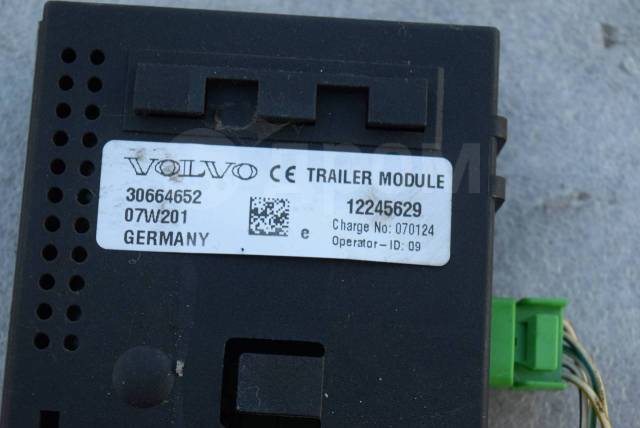 VOLVO CE TRAILER MODULE
30664652
07W201
GERMANY
e
12245629
Charge No: 070124
Operator-ID: 09